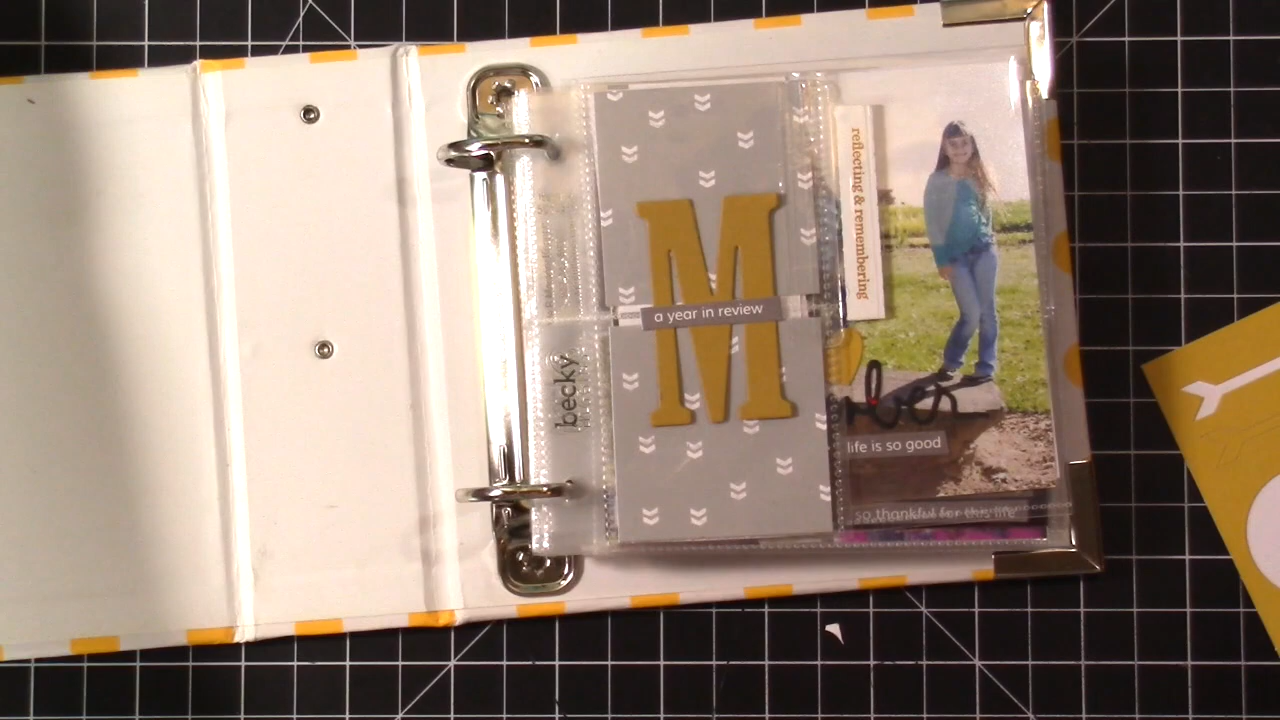 becky
M
a year in review
reflecting & remembering
life is so good
so thankful for this life